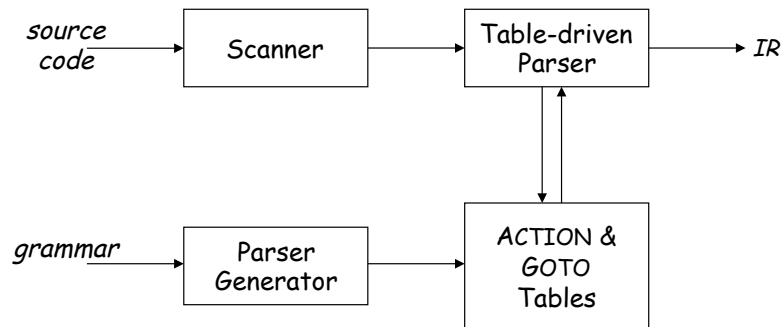 source
code
Scanner
Table-driven
Parser
IR
grammar
Parser
Generator
ACTION &
GOTO
Tables